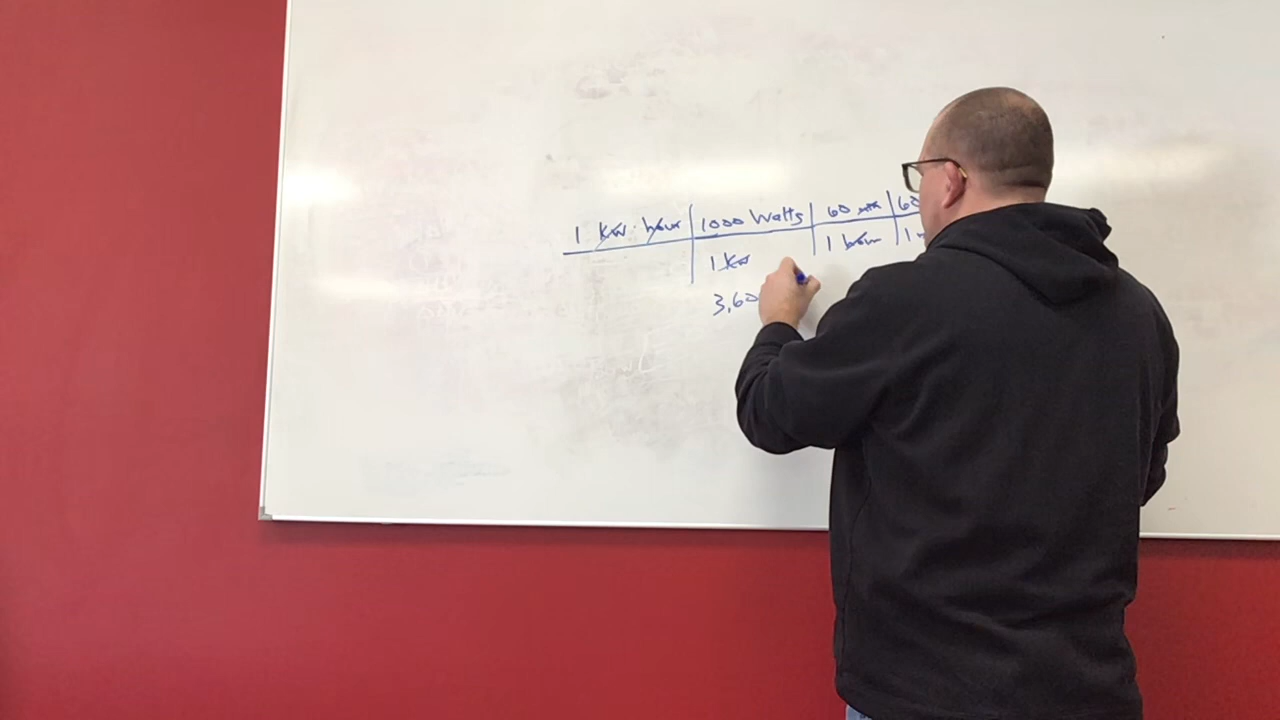 1 kw · hour 1000 Watts 60 min 60
1 kw 1 hour 1
3,60